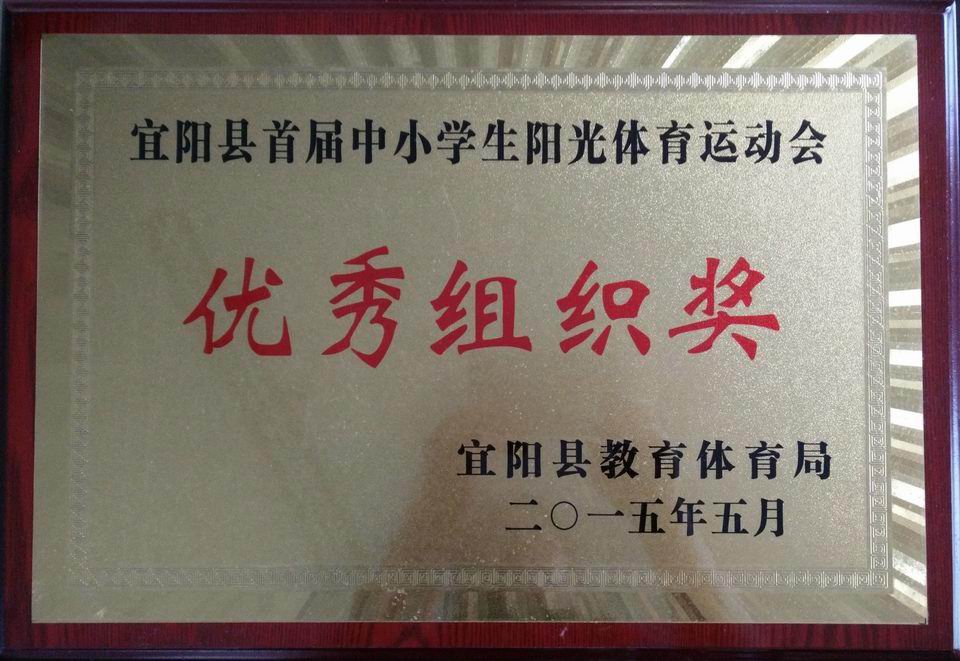 宜阳县首届中小学生阳光体育运动会
优秀组织奖
宜阳县教育体育局
二〇一五年五月